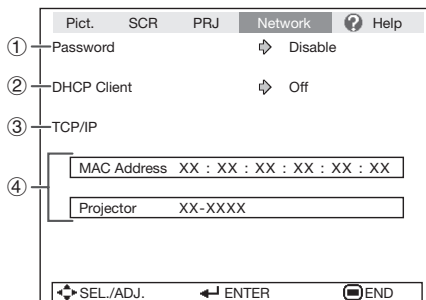 Pict. SCR PRJ Network ? Help
① Password Disable
② DHCP Client Off
③ TCP/IP
④
MAC Address XX : XX : XX : XX : XX : XX
Projector XX-XXXX
SEL./ADJ. ENTER END